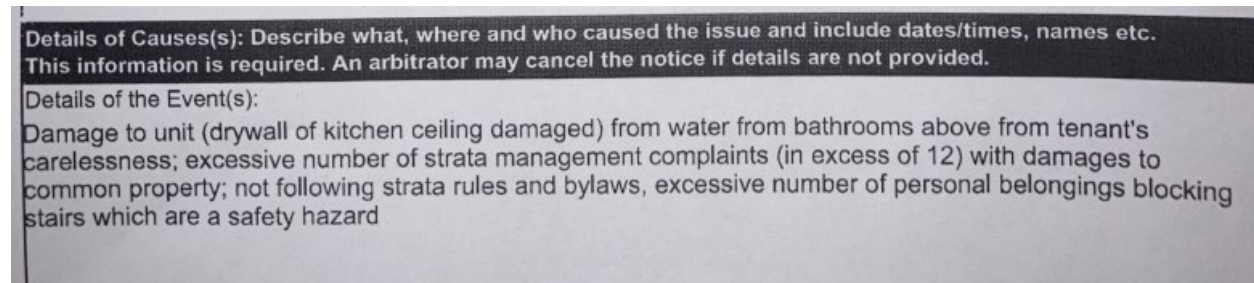 Details of Causes(s): Describe what, where and who caused the issue and include dates/times, names etc.
This information is required. An arbitrator may cancel the notice if details are not provided.
Details of the Event(s):
Damage to unit (drywall of kitchen ceiling damaged) from water from bathrooms above from tenant's
carelessness; excessive number of strata management complaints (in excess of 12) with damages to
common property; not following strata rules and bylaws, excessive number of personal belongings blocking
stairs which are a safety hazard